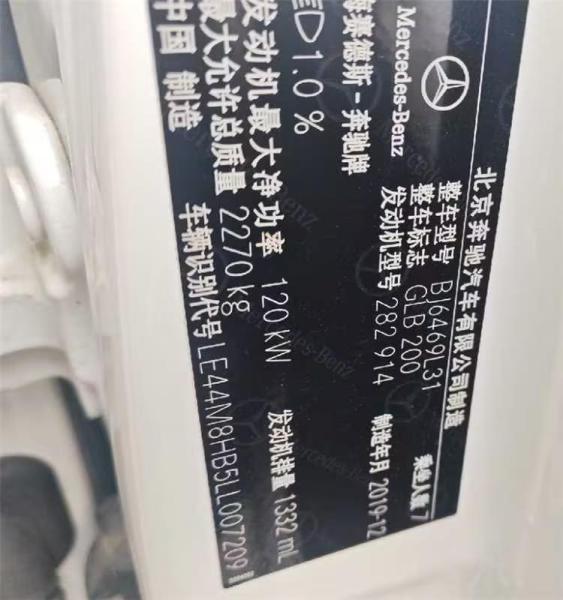 北京奔驰汽车有限公司制造
整车型号 BJ6469L31
整车标志 GLB 200
发动机型号 282 914
乘坐人数 7
制造年月 2019-12
Mercedes-Benz
梅赛德斯-奔驰牌
1.0 %
发动机最大净功率 120 kW
发动机排量 1332 mL
最大允许总质量 2270 kg
中国 制造
车辆识别代号 LE44M8HB5LL007209